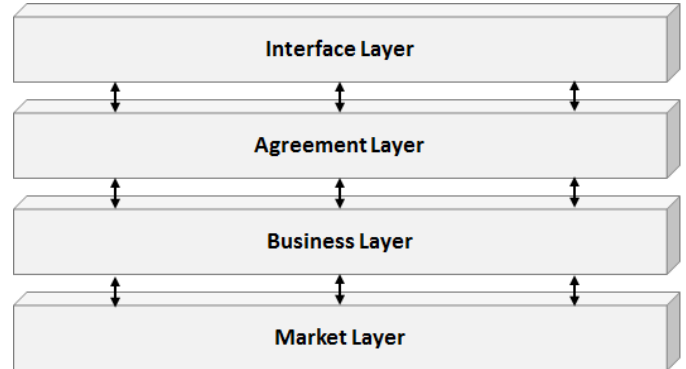 Interface Layer
Agreement Layer
Business Layer
Market Layer